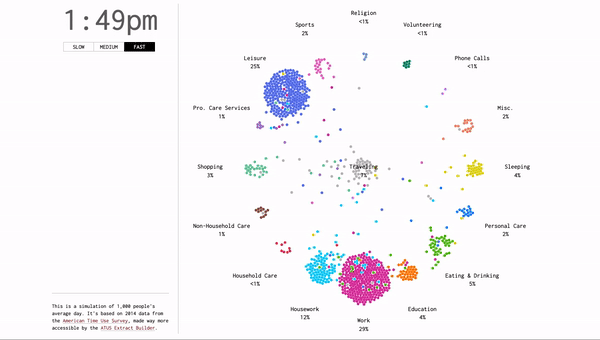 1:49pm
SLOW MEDIUM FAST
Religion
<1%
Sports
2%
Volunteering
<1%
Leisure
25%
Phone Calls
<1%
Pro. Care Services
1%
Misc.
2%
Shopping
3%
Traveling
Sleeping
4%
Non-Household Care
1%
Personal Care
2%
Household Care
<1%
Eating & Drinking
5%
Housework
12%
Education
4%
Work
29%
This is a simulation of 1,000 people's
average day. It's based on 2014 data from
the American Time Use Survey, made way more
accessible by the ATUS Extract Builder.